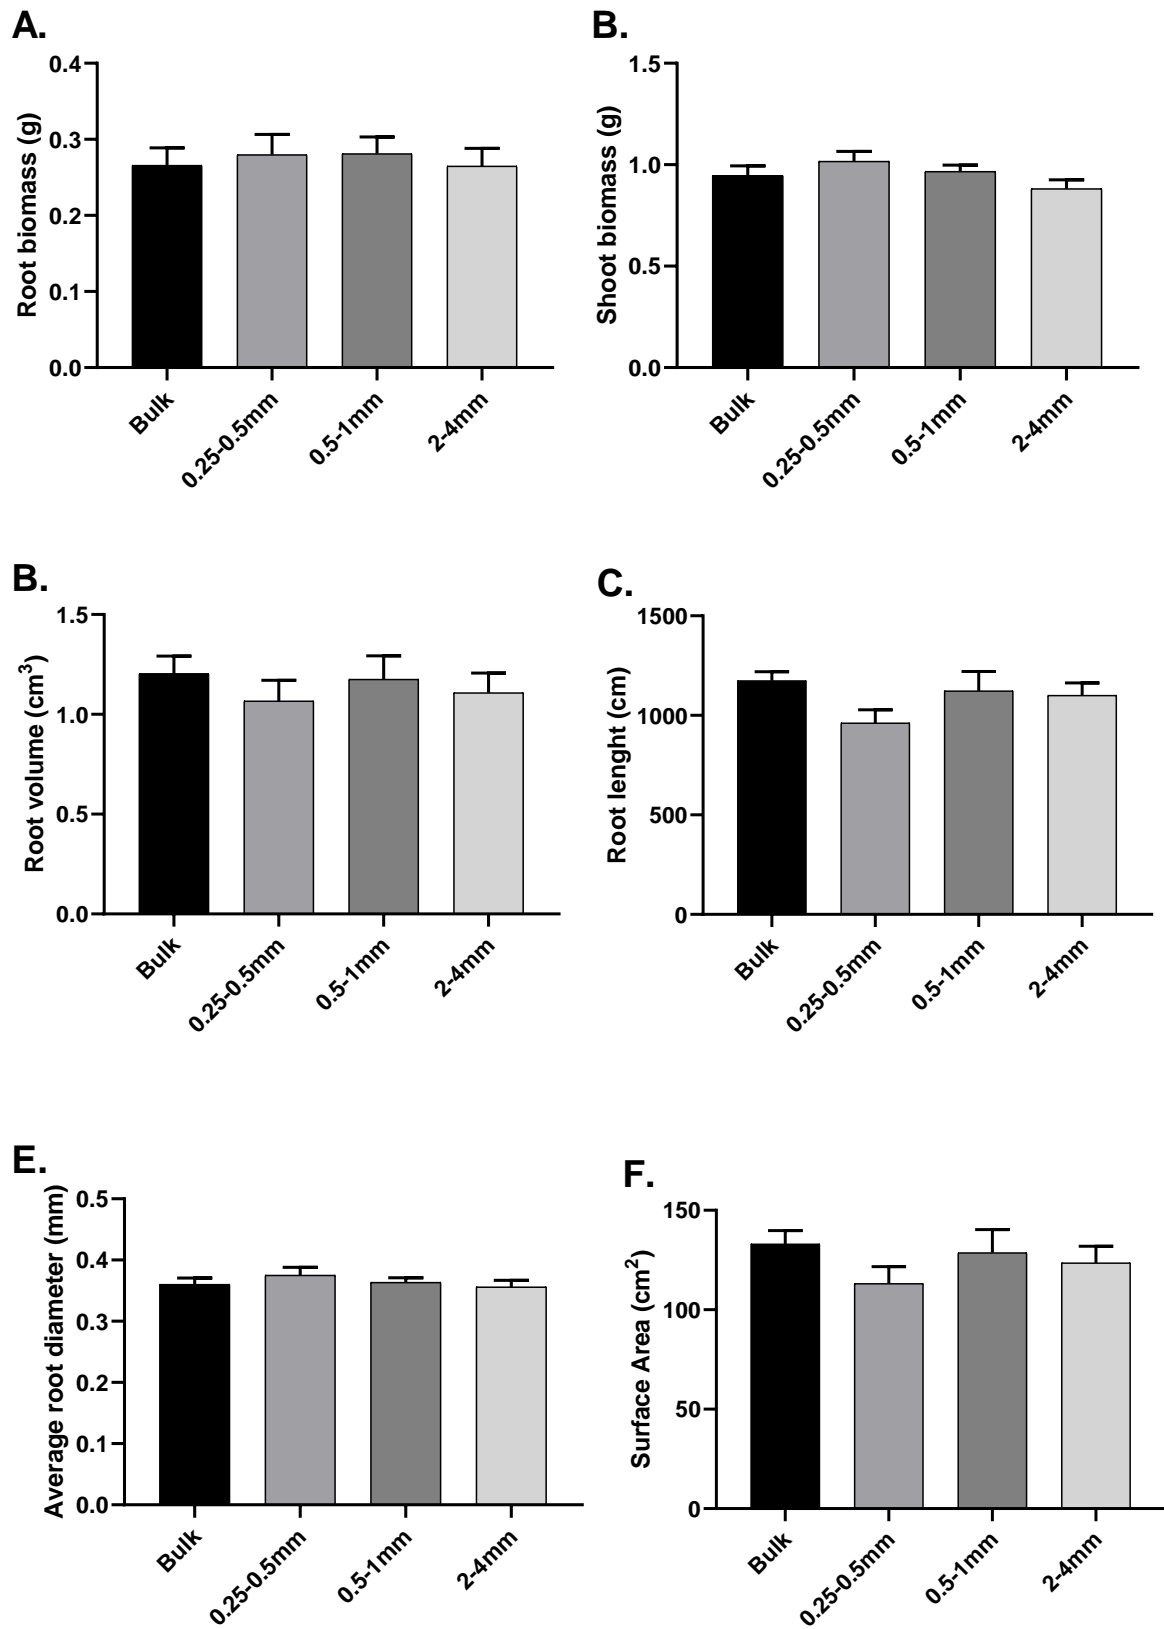 A.
Root biomass (g)
0.4
0.3
0.2
0.1
0.0
Bulk
0.25-0.5mm
0.5-1mm
2-4mm
B.
Shoot biomass (g)
1.5
1.0
0.5
0.0
Bulk
0.25-0.5mm
0.5-1mm
2-4mm
B.
Root volume (cm³)
1.5
1.0
0.5
0.0
Bulk
0.25-0.5mm
0.5-1mm
2-4mm
C.
Root lenght (cm)
1500
1000
500
0
Bulk
0.25-0.5mm
0.5-1mm
2-4mm
E.
Average root diameter (mm)
0.5
0.4
0.3
0.2
0.1
0.0
Bulk
0.25-0.5mm
0.5-1mm
2-4mm
F.
Surface Area (cm²)
150
100
50
0
Bulk
0.25-0.5mm
0.5-1mm
2-4mm